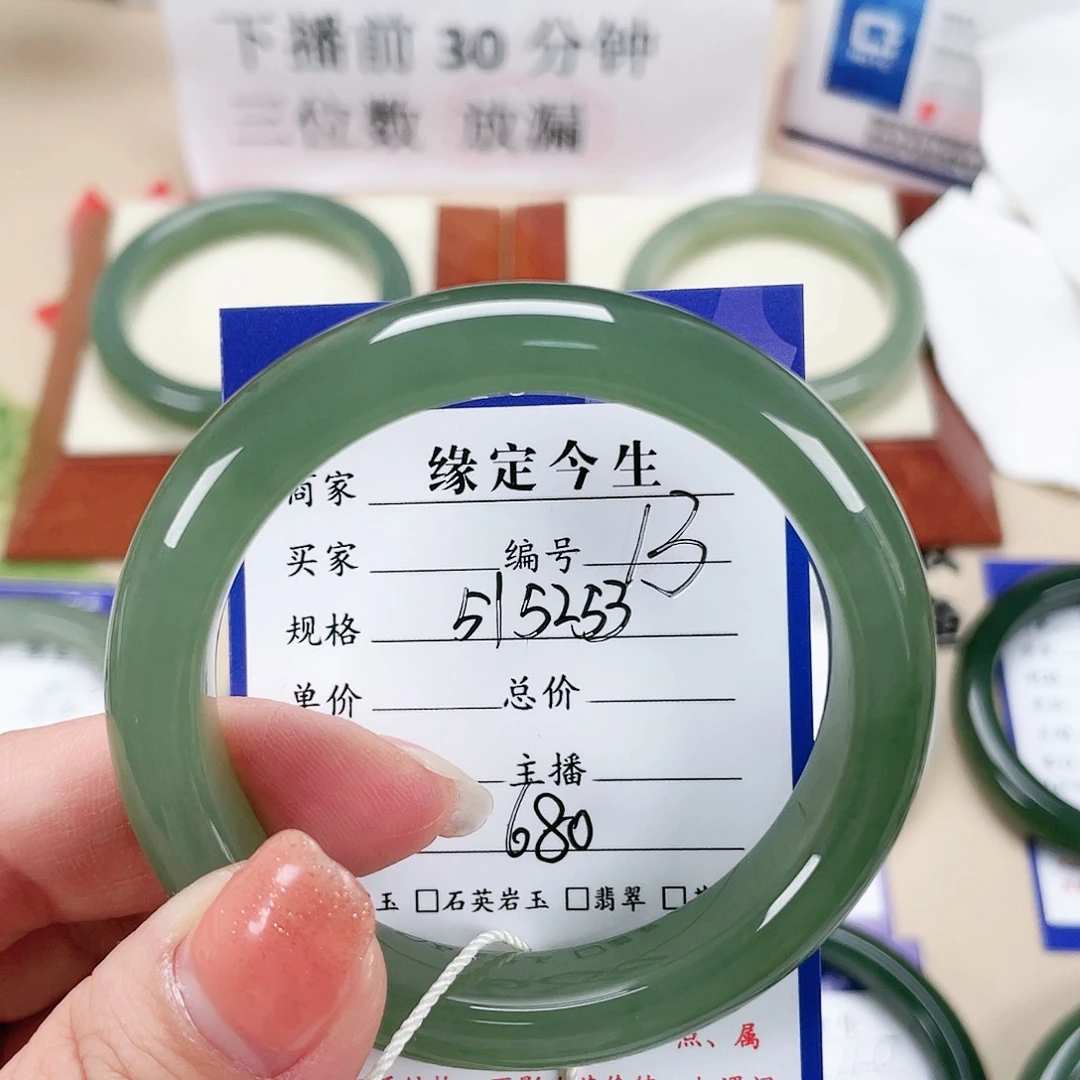 下播前 30 分钟
三位数 放漏
商家 缘定今生
买家 编号 13
规格 515253
单价 总价
主播
680
玉 □石英岩玉 □翡翠 □
点、属